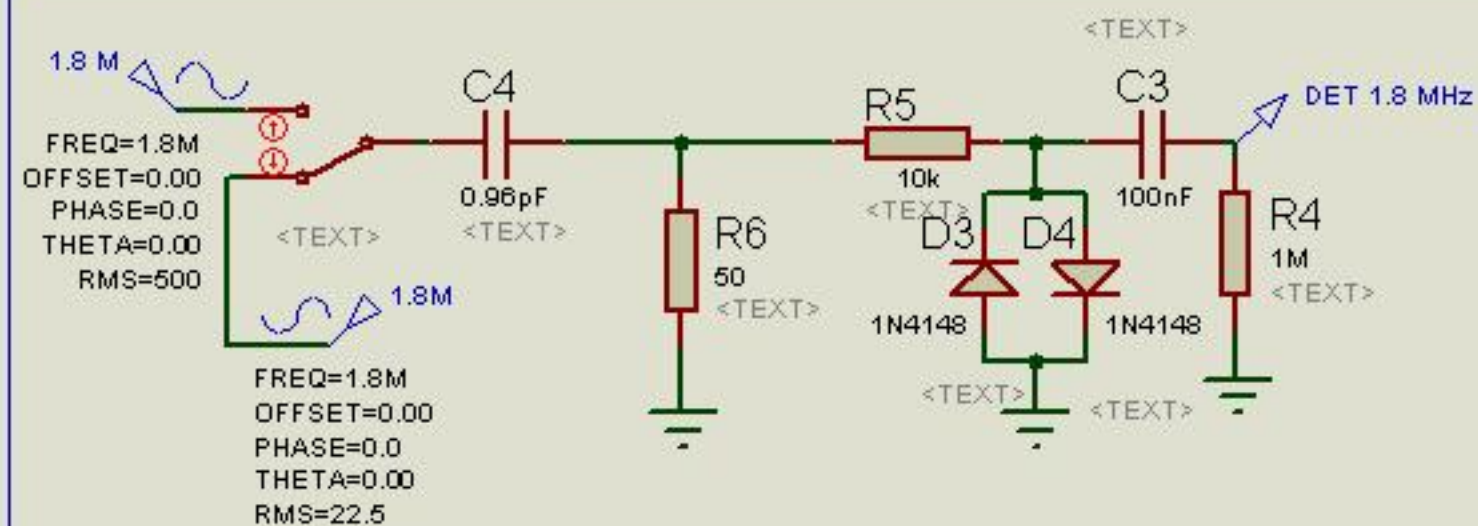 <TEXT>
1.8 M
C4
R5
C3
DET 1.8 MHz
FREQ=1.8M
OFFSET=0.00
PHASE=0.0
THETA=0.00
RMS=500
<TEXT>
0.96pF
<TEXT>
10k
<TEXT>
100nF
R6
50
<TEXT>
D3
D4
1N4148
1N4148
R4
1M
<TEXT>
1.8M
FREQ=1.8M
OFFSET=0.00
PHASE=0.0
THETA=0.00
RMS=22.5
<TEXT>
<TEXT>